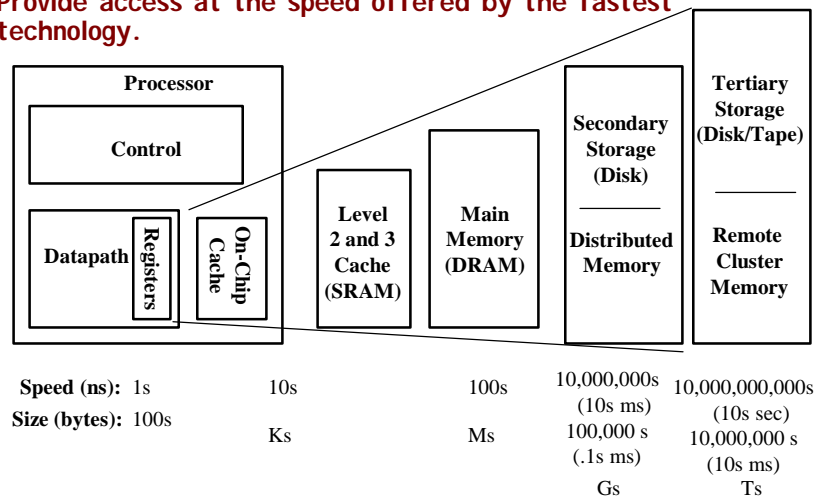 Provide access at the speed offered by the fastest
technology.
Processor
Control
Datapath
Registers
On-Chip
Cache
Level
2 and 3
Cache
(SRAM)
Main
Memory
(DRAM)
Secondary
Storage
(Disk)
Distributed
Memory
Tertiary
Storage
(Disk/Tape)
Remote
Cluster
Memory
Speed (ns): 1s 10s 100s 10,000,000s 10,000,000,000s
(10s ms) (10s sec)
Size (bytes): 100s Ks Ms 100,000 s 10,000,000 s
(.1s ms) (10s ms)
Gs Ts